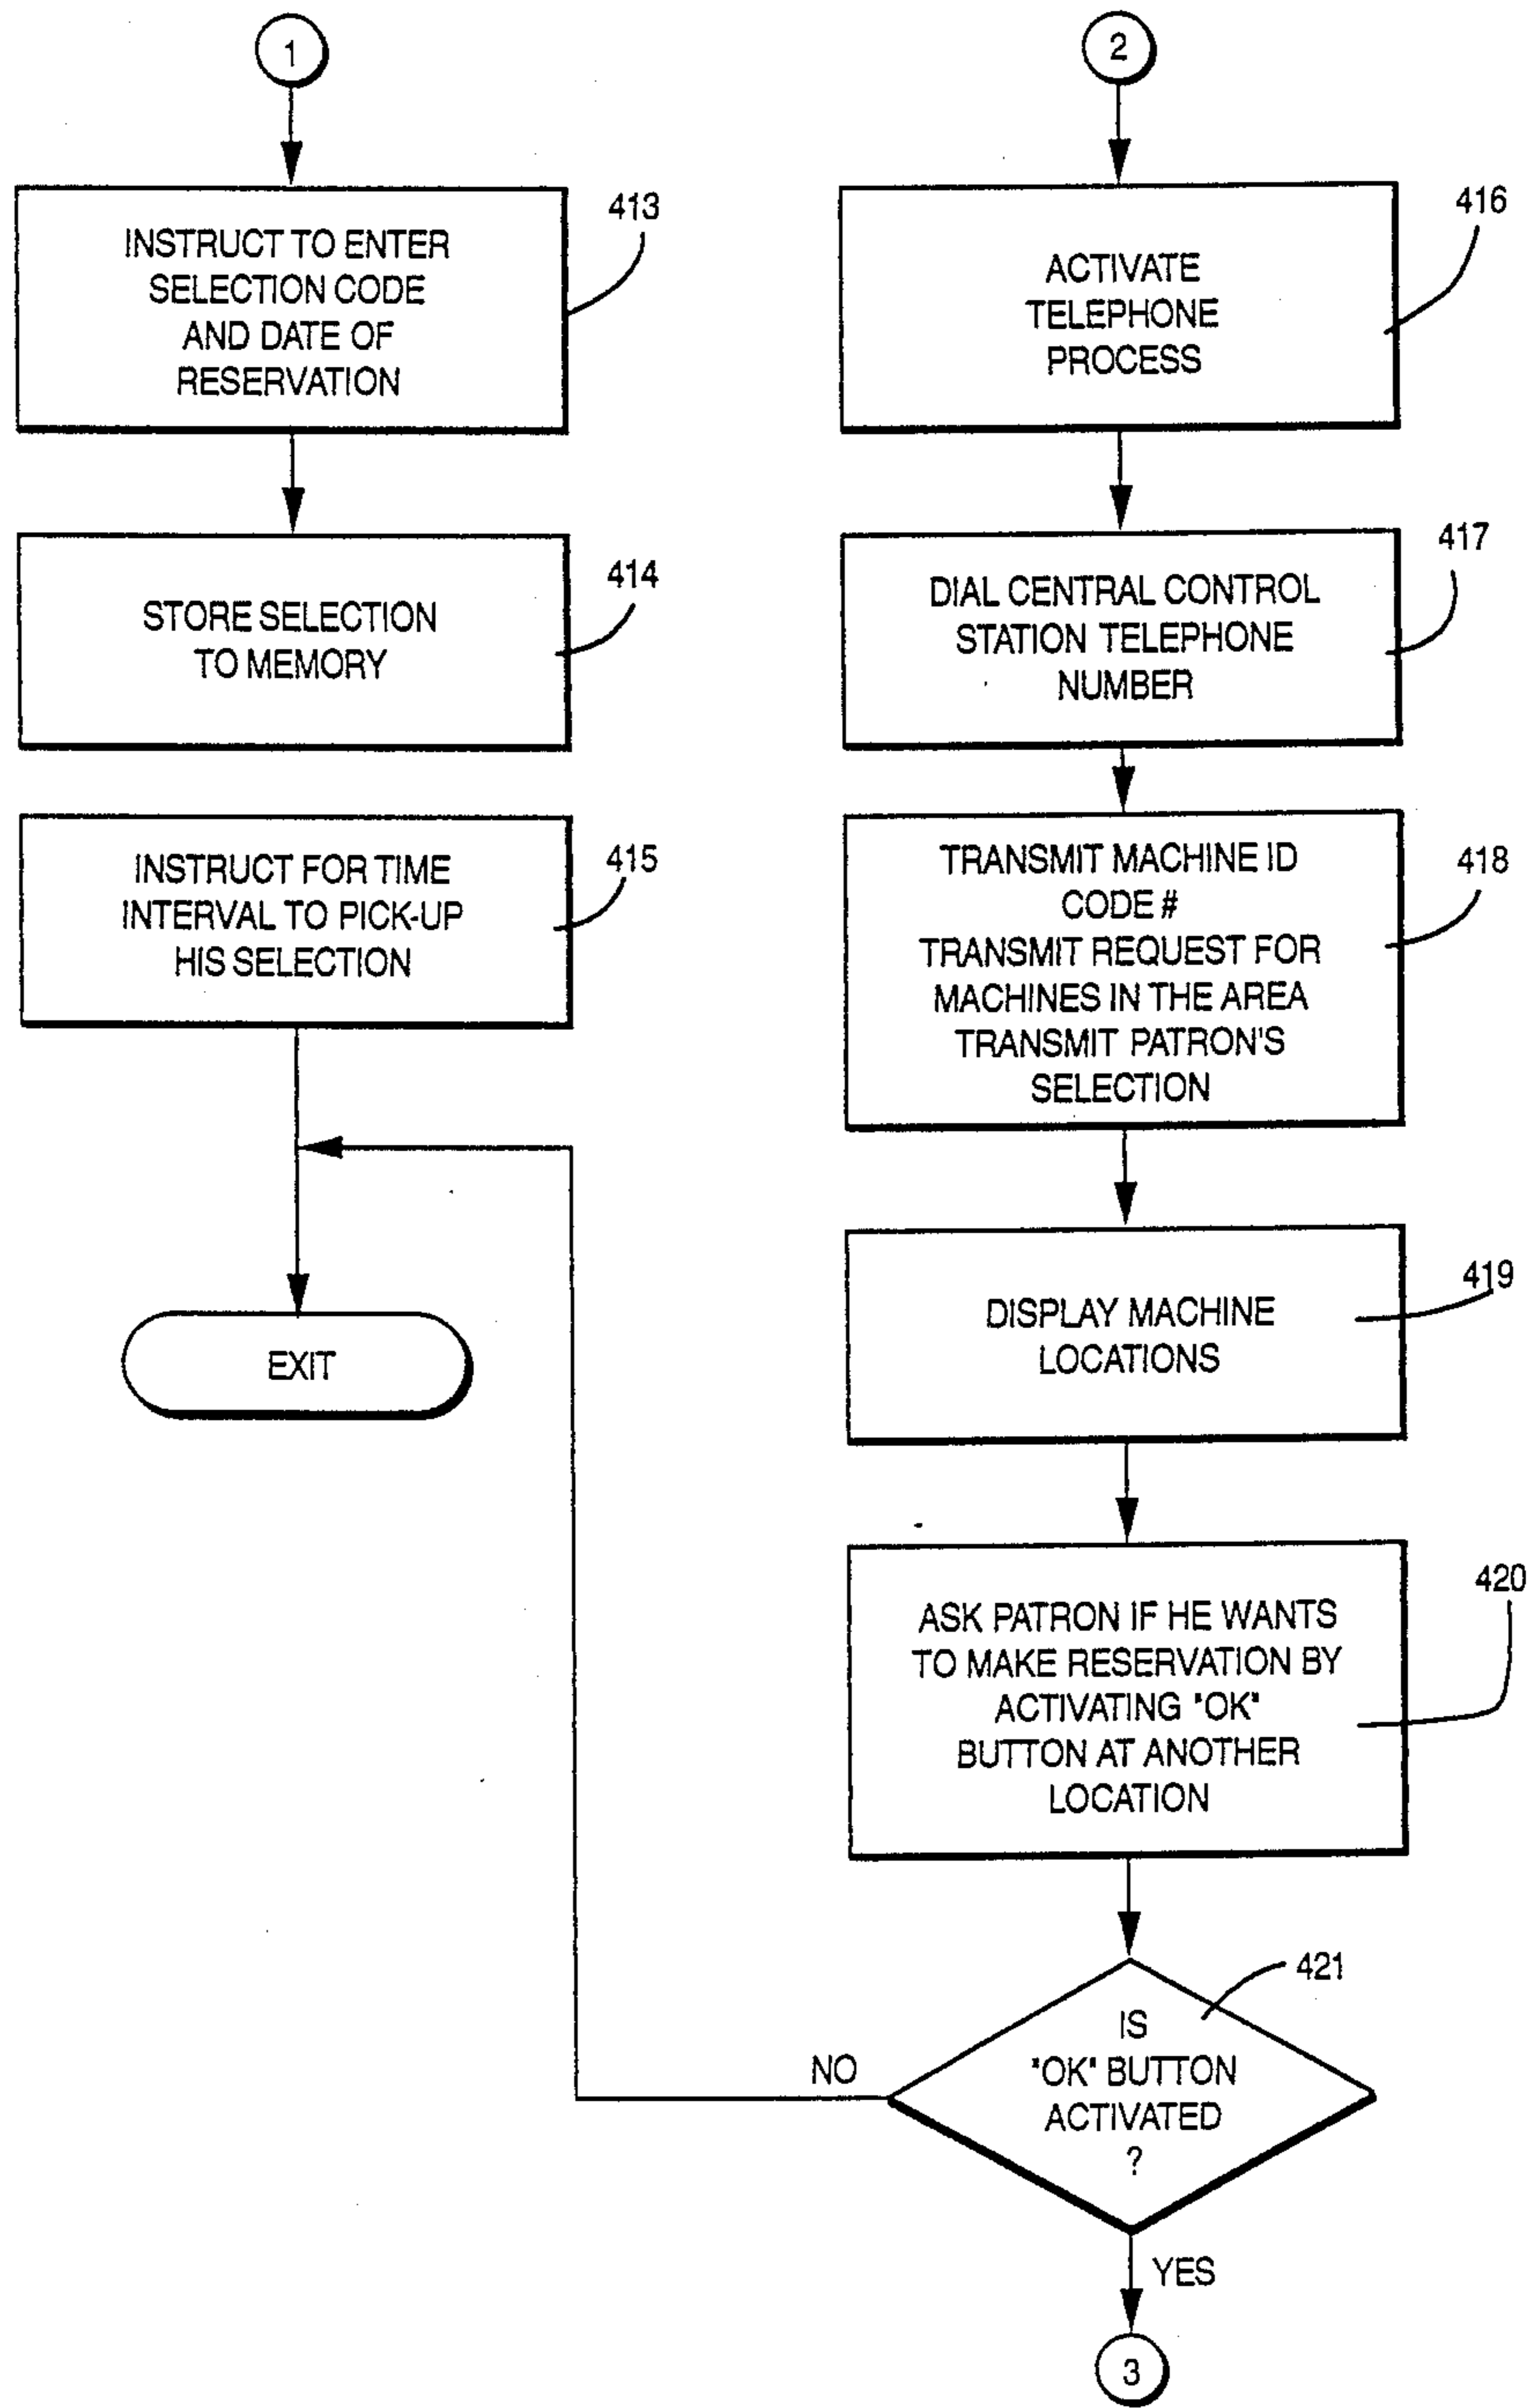 1
INSTRUCT TO ENTER
SELECTION CODE
AND DATE OF
RESERVATION
413
STORE SELECTION
TO MEMORY
414
INSTRUCT FOR TIME
INTERVAL TO PICK-UP
HIS SELECTION
415
EXIT
2
ACTIVATE
TELEPHONE
PROCESS
416
DIAL CENTRAL CONTROL
STATION TELEPHONE
NUMBER
417
TRANSMIT MACHINE ID
CODE #
TRANSMIT REQUEST FOR
MACHINES IN THE AREA
TRANSMIT PATRON'S
SELECTION
418
DISPLAY MACHINE
LOCATIONS
419
ASK PATRON IF HE WANTS
TO MAKE RESERVATION BY
ACTIVATING "OK"
BUTTON AT ANOTHER
LOCATION
420
IS
"OK" BUTTON
ACTIVATED
?
421
NO
YES
3